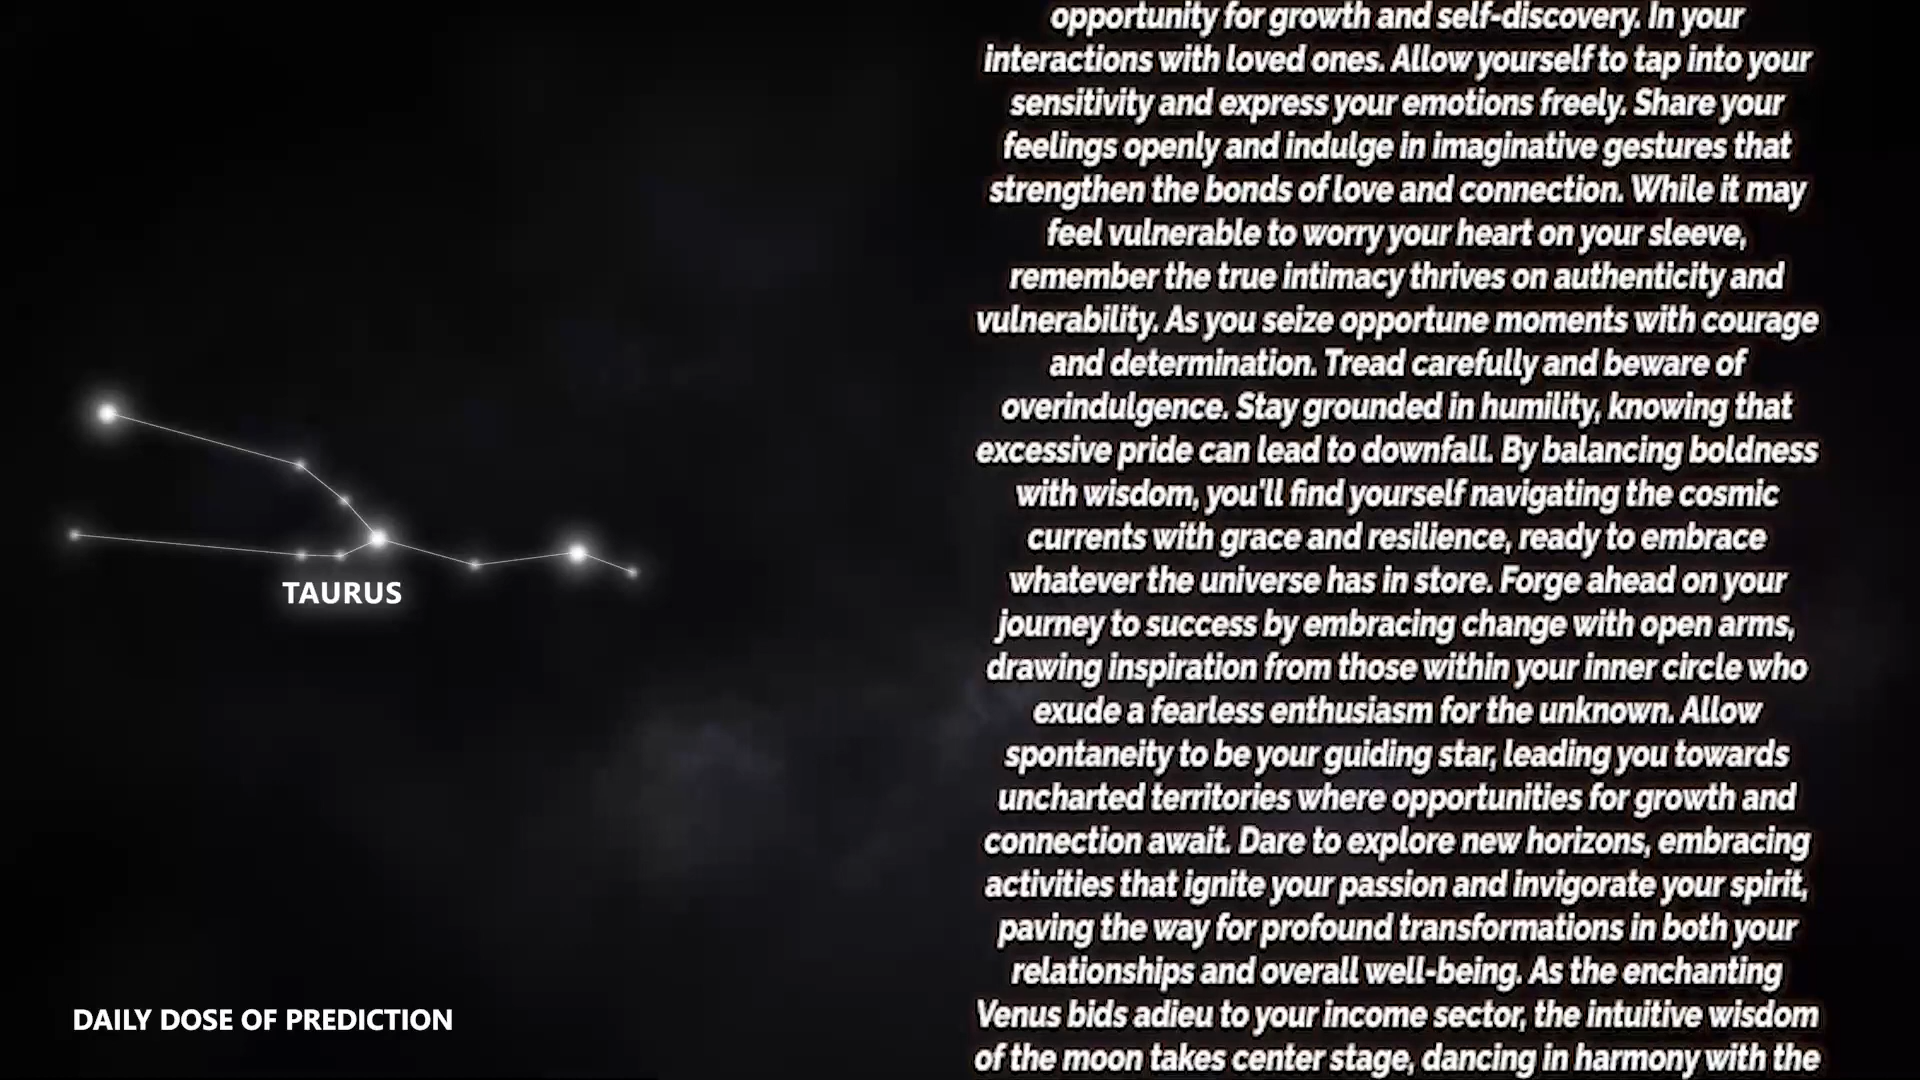 opportunity for growth and self-discovery. In your
interactions with loved ones. Allow yourself to tap into your
sensitivity and express your emotions freely. Share your
feelings openly and indulge in imaginative gestures that
strengthen the bonds of love and connection. While it may
feel vulnerable to worry your heart on your sleeve,
remember the true intimacy thrives on authenticity and
vulnerability. As you seize opportune moments with courage
and determination. Tread carefully and beware of
overindulgence. Stay grounded in humility, knowing that
excessive pride can lead to downfall. By balancing boldness
with wisdom, you'll find yourself navigating the cosmic
currents with grace and resilience, ready to embrace
whatever the universe has in store. Forge ahead on your
journey to success by embracing change with open arms,
drawing inspiration from those within your inner circle who
exude a fearless enthusiasm for the unknown. Allow
spontaneity to be your guiding star, leading you towards
uncharted territories where opportunities for growth and
connection await. Dare to explore new horizons, embracing
activities that ignite your passion and invigorate your spirit,
paving the way for profound transformations in both your
relationships and overall well-being. As the enchanting
Venus bids adieu to your income sector, the intuitive wisdom
of the moon takes center stage, dancing in harmony with the
TAURUS
DAILY DOSE OF PREDICTION